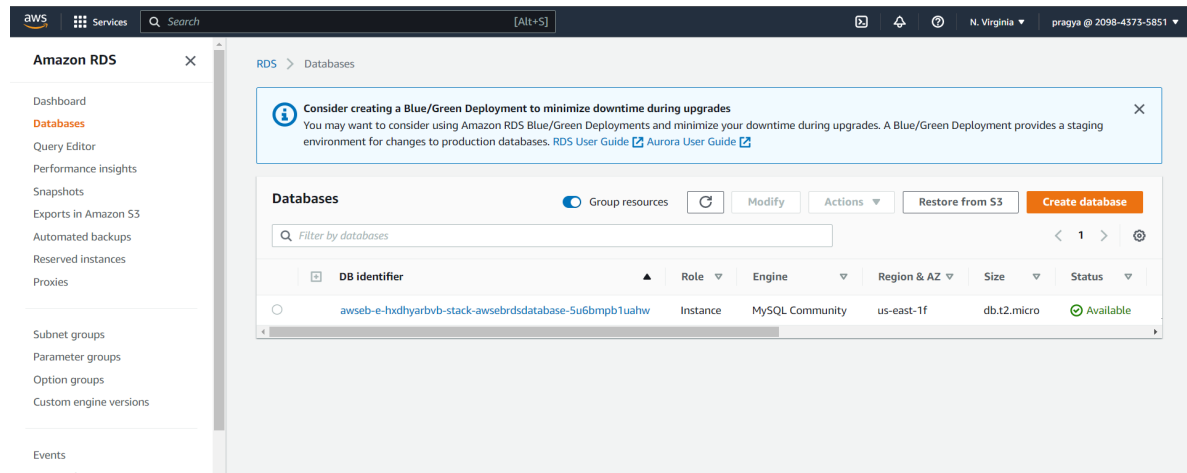 aws Services Search [Alt+S] N. Virginia ▼ pragya @ 2098-4373-5851 ▼
Amazon RDS
Dashboard
Databases
Query Editor
Performance insights
Snapshots
Exports in Amazon S3
Automated backups
Reserved instances
Proxies
Subnet groups
Parameter groups
Option groups
Custom engine versions
Events
RDS > Databases
Consider creating a Blue/Green Deployment to minimize downtime during upgrades
You may want to consider using Amazon RDS Blue/Green Deployments and minimize your downtime during upgrades. A Blue/Green Deployment provides a staging
environment for changes to production databases. RDS User Guide Aurora User Guide
Databases Group resources Modify Actions ▼ Restore from S3 Create database
Filter by databases < 1 >
DB identifier ▲ Role Engine Region & AZ Size Status
awseb-e-hxdhyarbvb-stack-awsebrdsdatabase-5u6bmpb1uahw Instance MySQL Community us-east-1f db.t2.micro Available